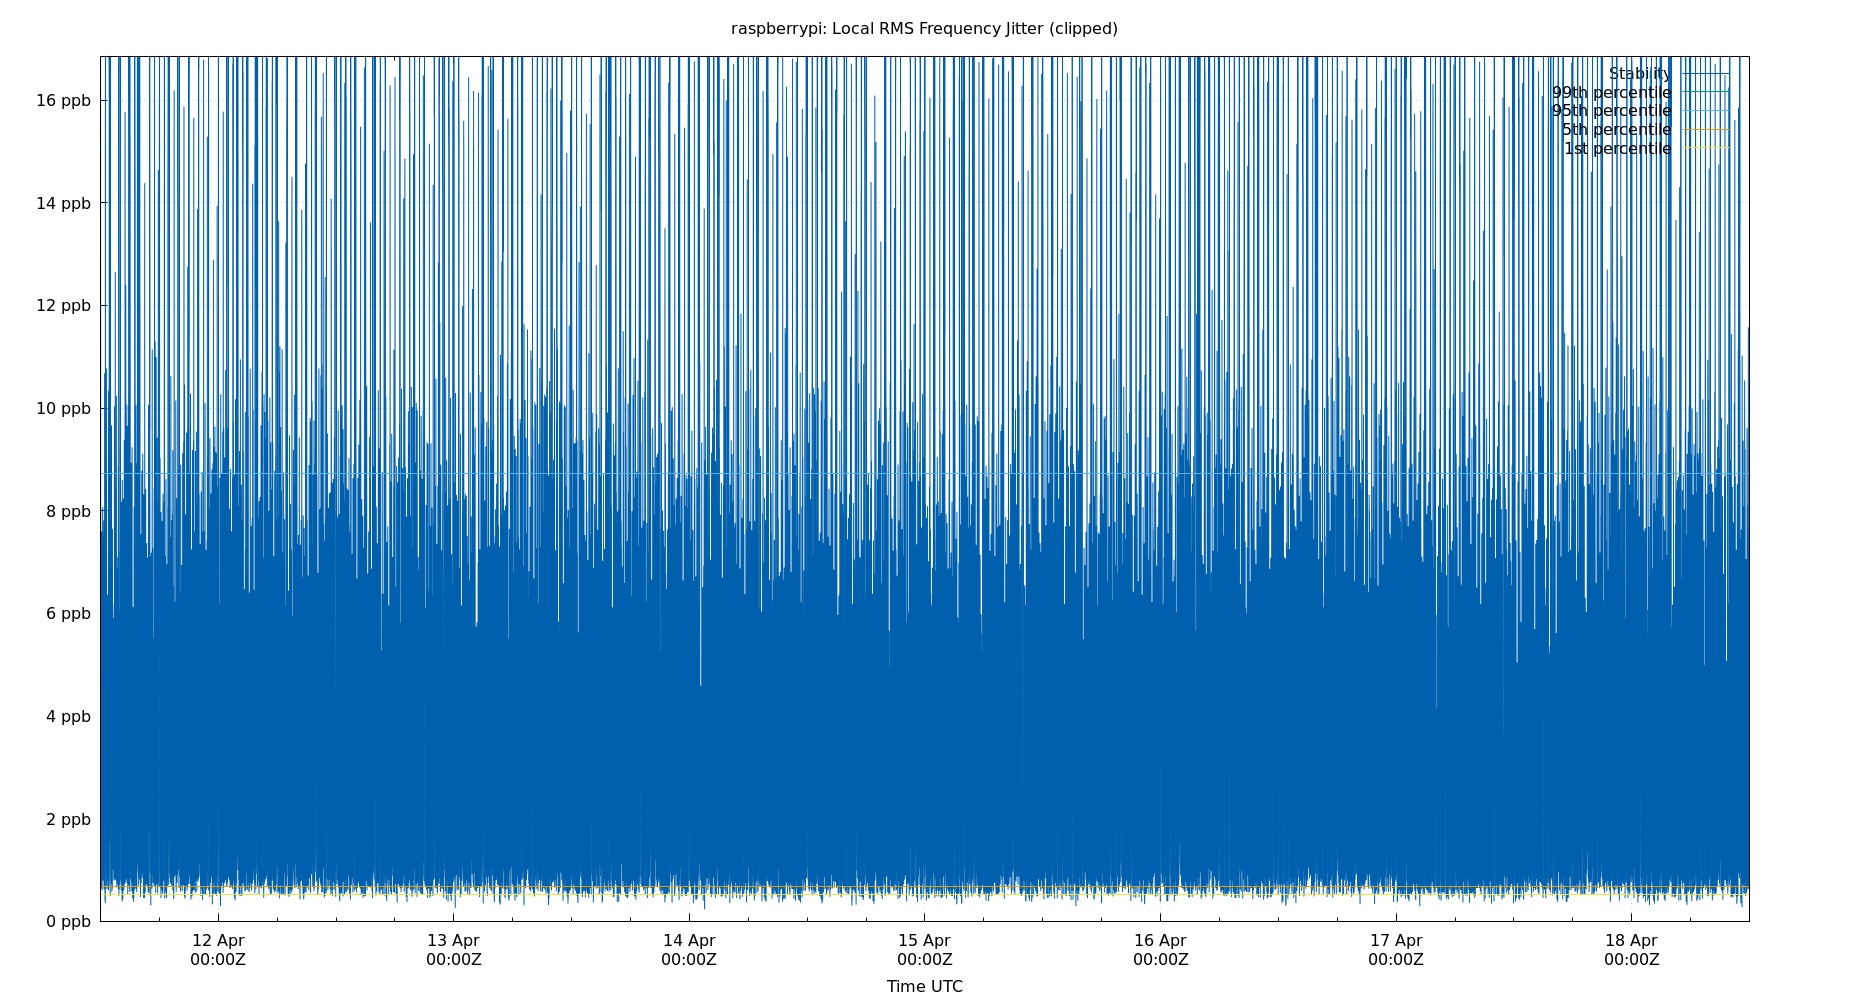 raspberrypi: Local RMS Frequency Jitter (clipped)
Stability
99th percentile
95th percentile
5th percentile
1st percentile
16 ppb
14 ppb
12 ppb
10 ppb
8 ppb
6 ppb
4 ppb
2 ppb
0 ppb
12 Apr 13 Apr 14 Apr 15 Apr 16 Apr 17 Apr 18 Apr
00:00Z 00:00Z 00:00Z 00:00Z 00:00Z 00:00Z 00:00Z
Time UTC